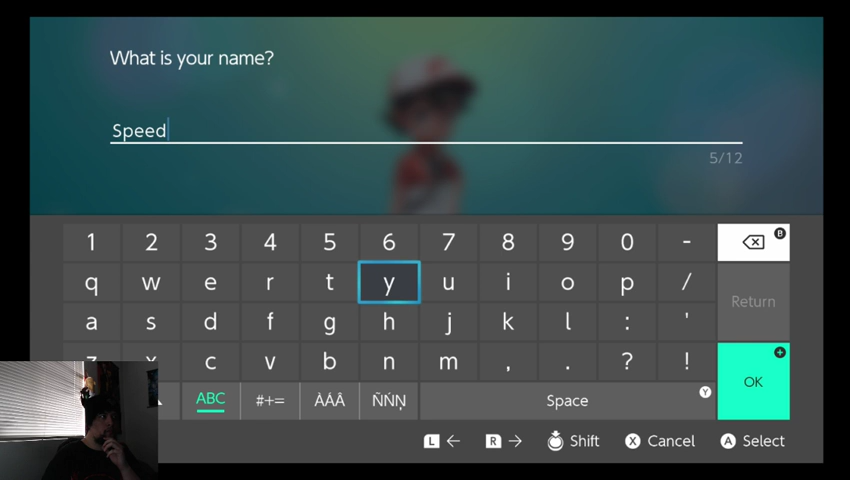 What is your name?
Speed
5/12
1 2 3 4 5 6 7 8 9 0 - B
q w e r t y u i o p / Return
a s d f g h j k l : '
z x c v b n m , . ? ! + OK
ABC #+= ÀÁÂ ÑŃŅ Space Y
L ← R → Shift X Cancel A Select